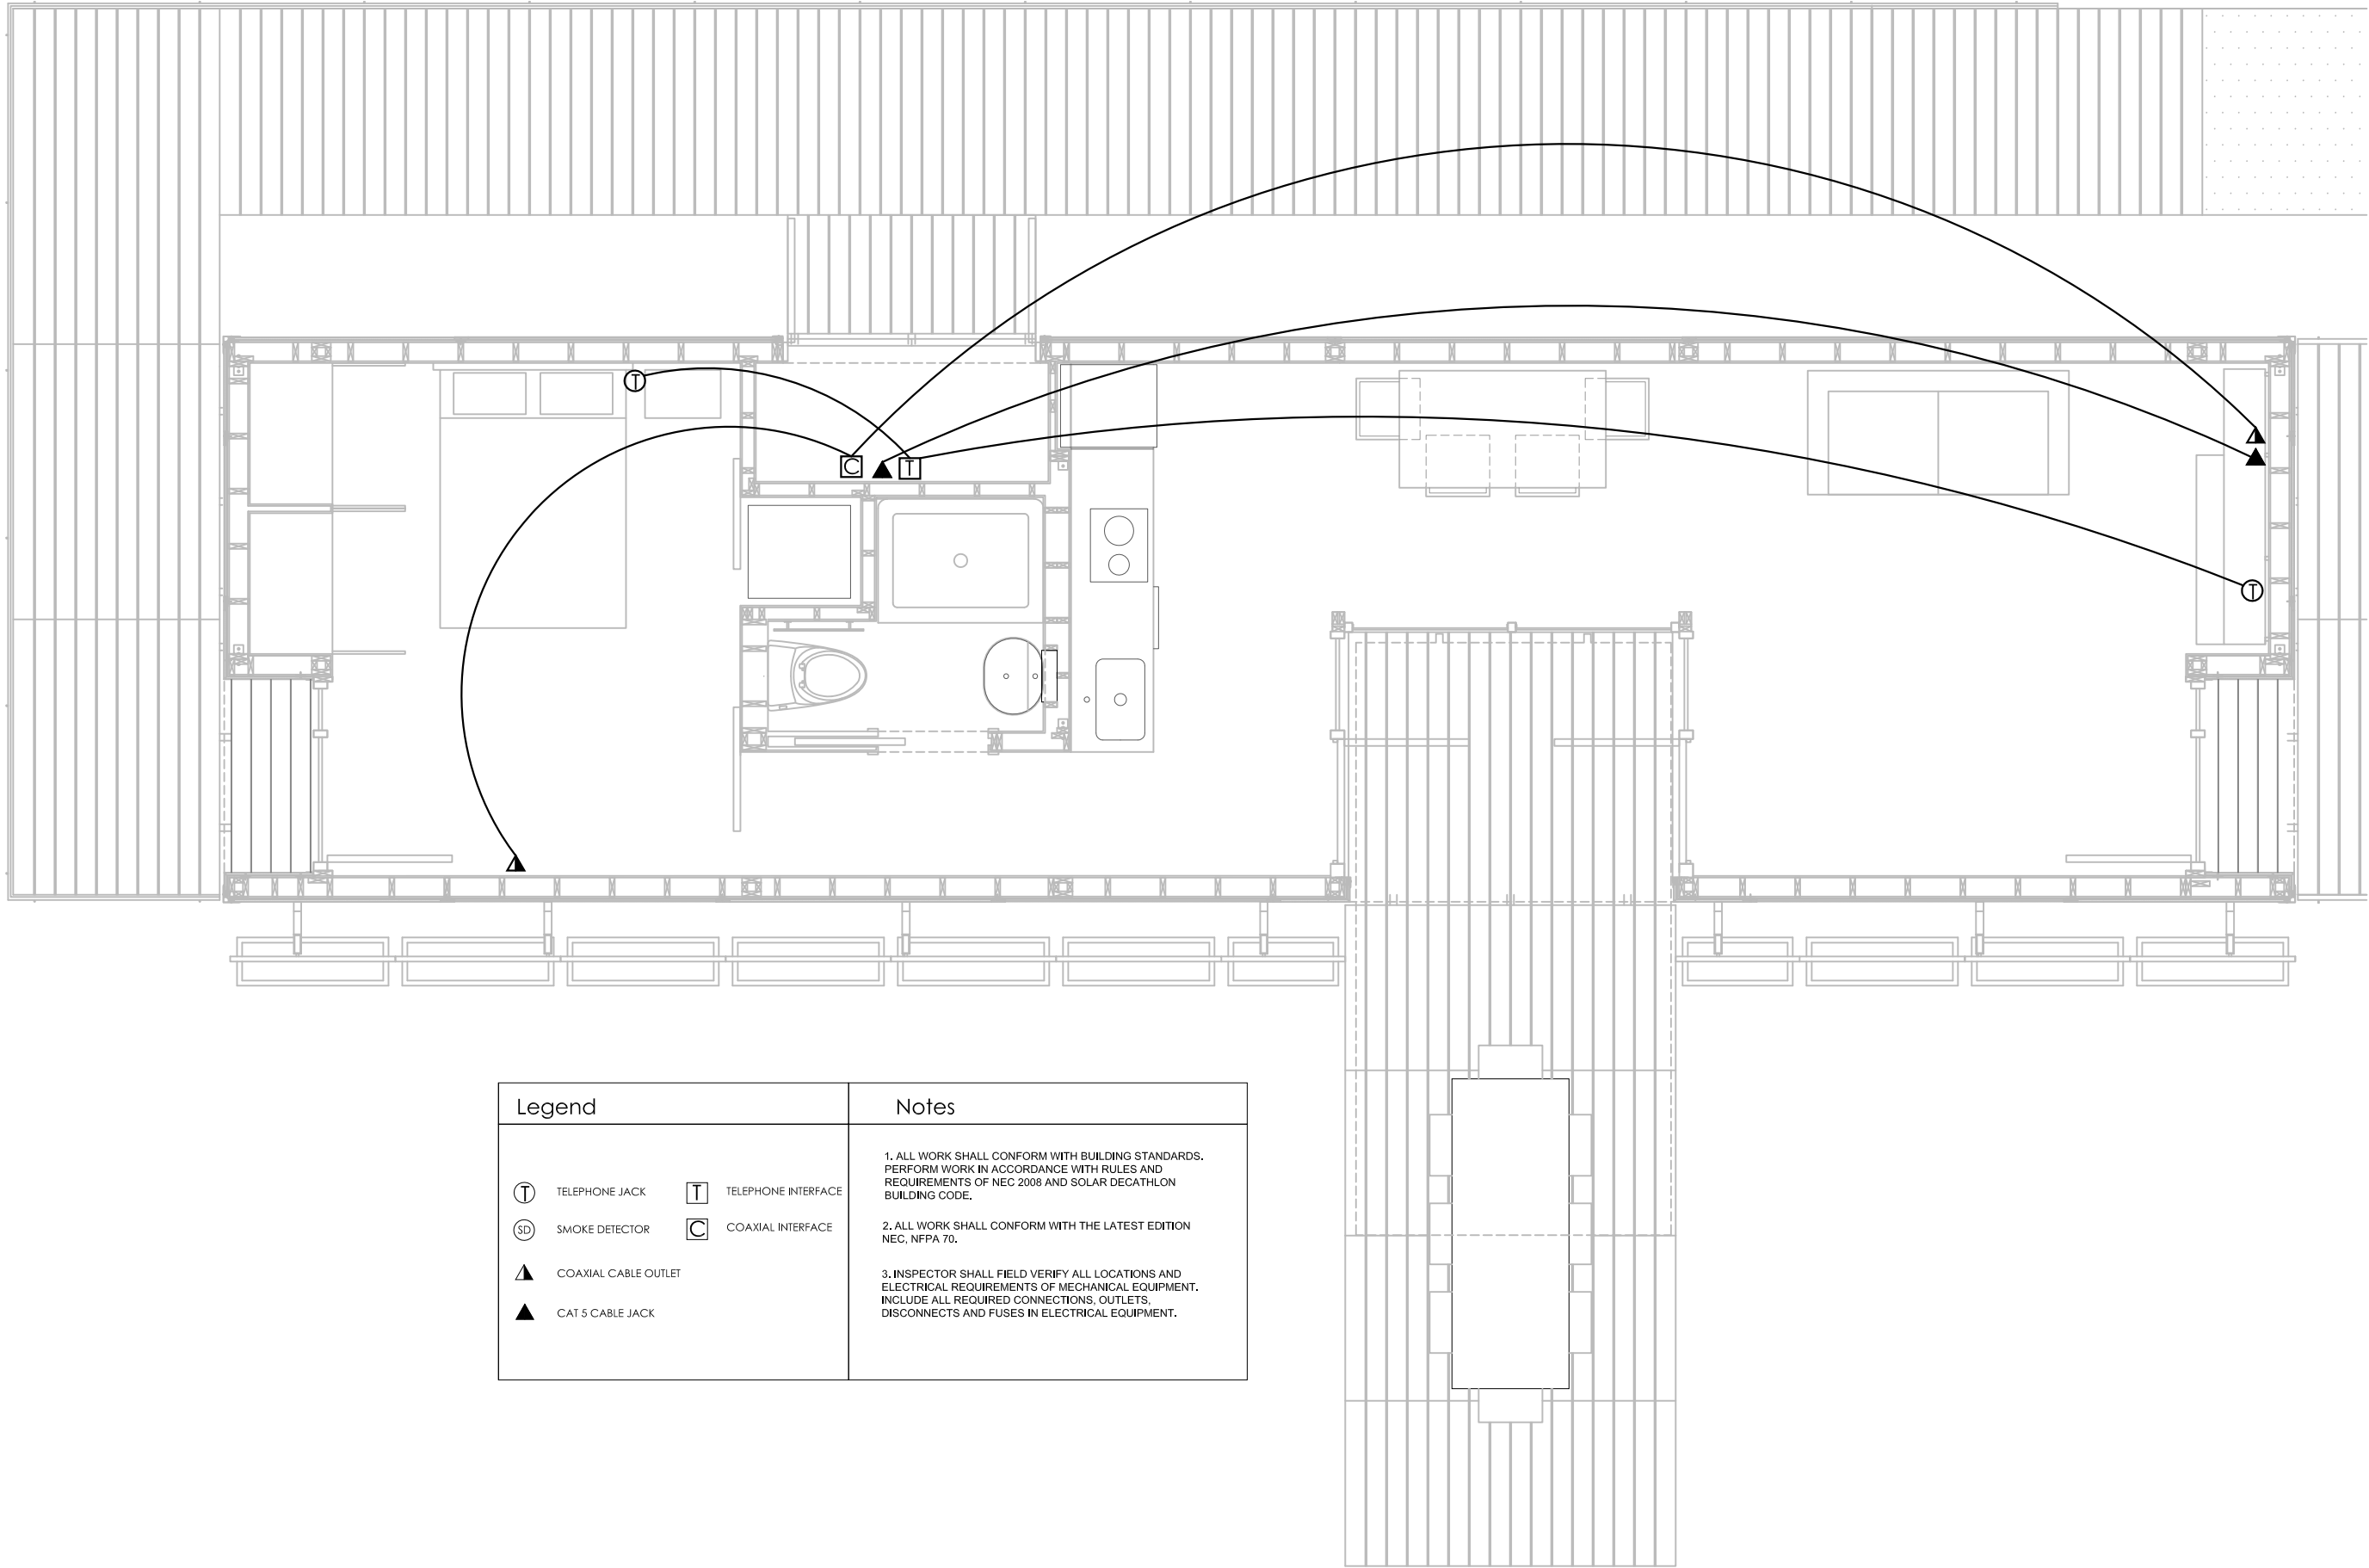 T
C
T
T
Legend
Notes
T
TELEPHONE JACK
T
TELEPHONE INTERFACE
SD
SMOKE DETECTOR
C
COAXIAL INTERFACE
COAXIAL CABLE OUTLET
CAT 5 CABLE JACK
1. ALL WORK SHALL CONFORM WITH BUILDING STANDARDS.
PERFORM WORK IN ACCORDANCE WITH RULES AND
REQUIREMENTS OF NEC 2008 AND SOLAR DECATHLON
BUILDING CODE.
2. ALL WORK SHALL CONFORM WITH THE LATEST EDITION
NEC, NFPA 70.
3. INSPECTOR SHALL FIELD VERIFY ALL LOCATIONS AND
ELECTRICAL REQUIREMENTS OF MECHANICAL EQUIPMENT.
INCLUDE ALL REQUIRED CONNECTIONS, OUTLETS,
DISCONNECTS AND FUSES IN ELECTRICAL EQUIPMENT.